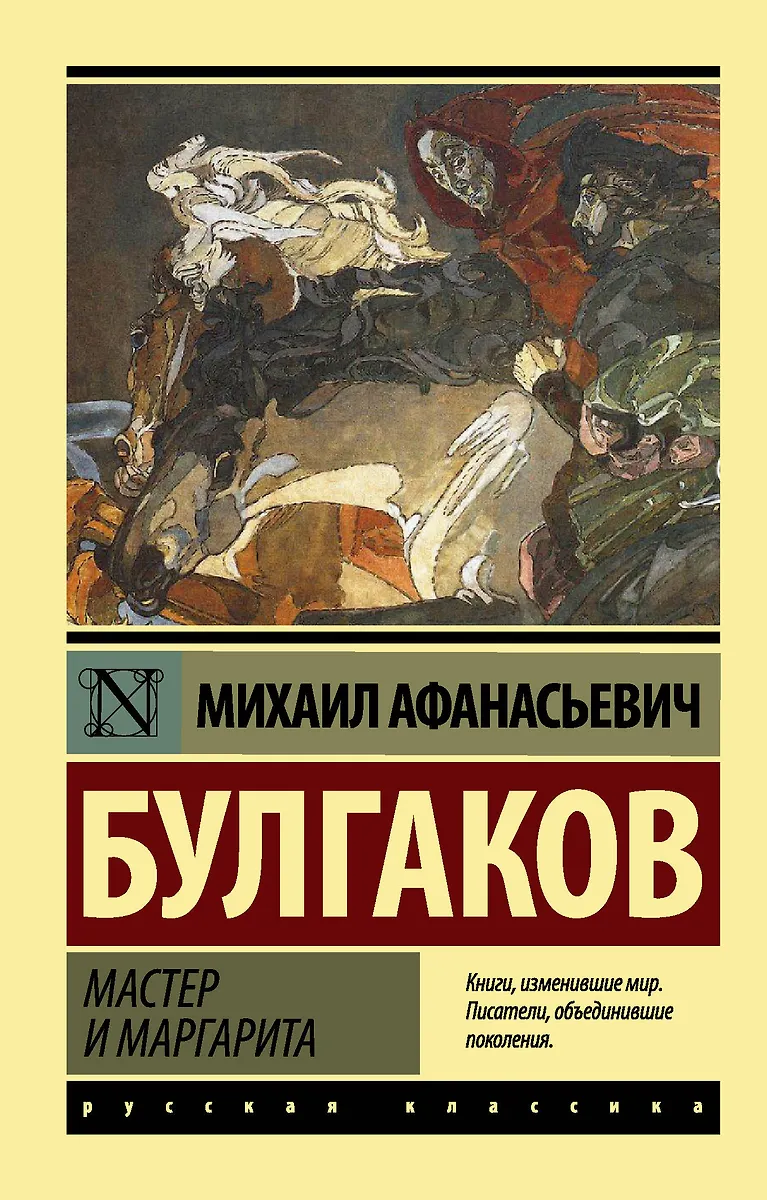 N
МИХАИЛ АФАНАСЬЕВИЧ
БУЛГАКОВ
МАСТЕР
И МАРГАРИТА
Книги, изменившие мир.
Писатели, объединившие
поколения.
русская классика